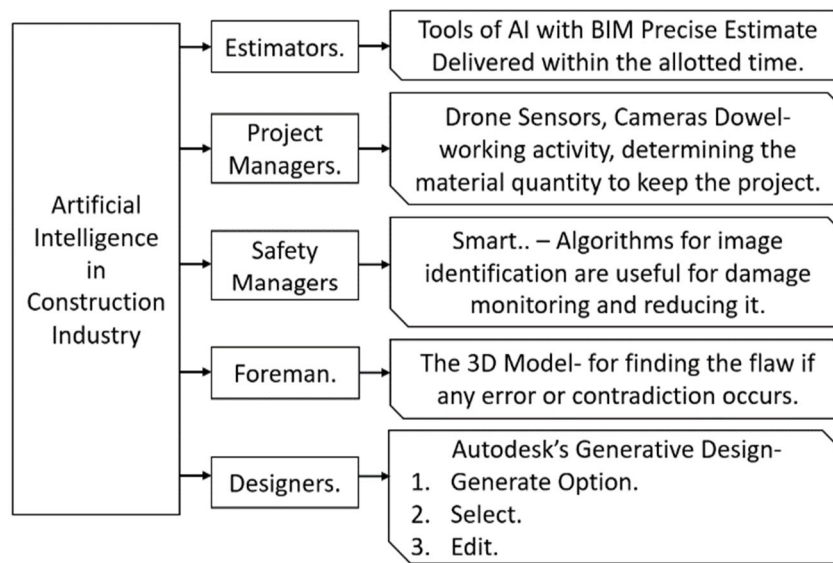 Artificial
Intelligence
in
Construction
Industry
Estimators.
Tools of AI with BIM Precise Estimate
Delivered within the allotted time.
Project
Managers.
Drone Sensors, Cameras Dowel-
working activity, determining the
material quantity to keep the project.
Safety
Managers
Smart.. – Algorithms for image
identification are useful for damage
monitoring and reducing it.
Foreman.
The 3D Model- for finding the flaw if
any error or contradiction occurs.
Designers.
Autodesk's Generative Design-
1. Generate Option.
2. Select.
3. Edit.